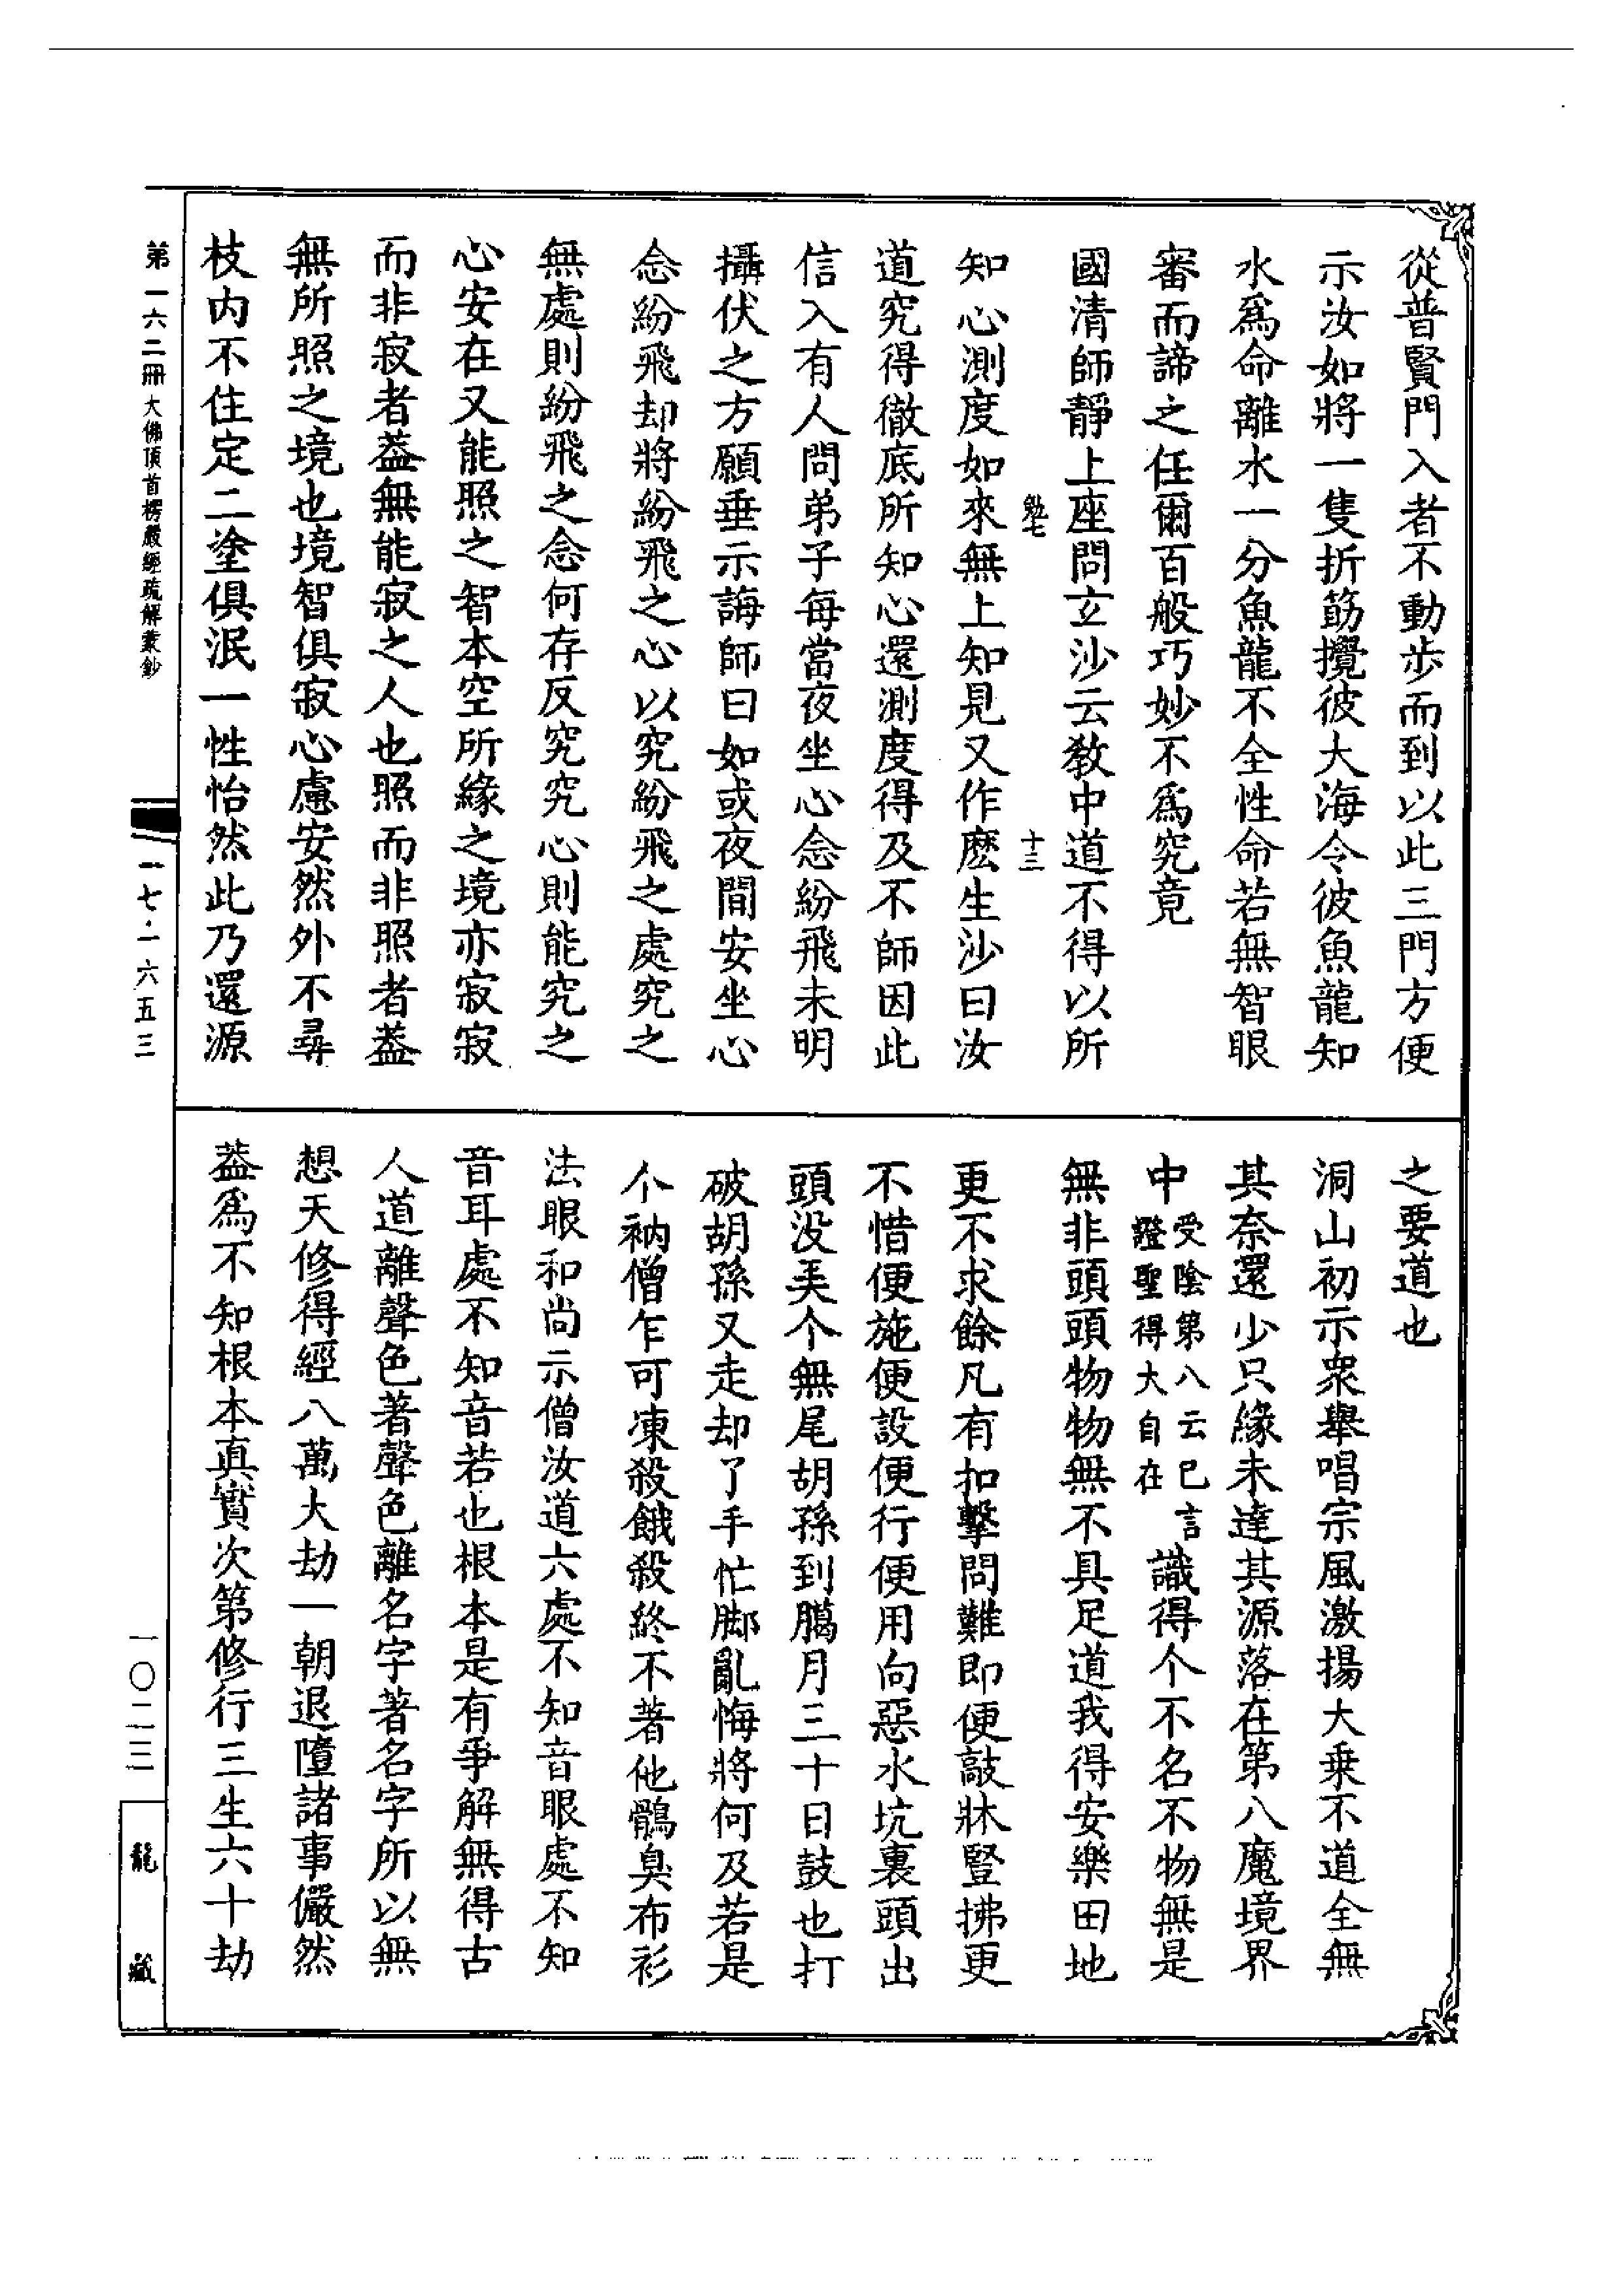 從普賢門入者不動步而到以此三門方便
示汝如將一隻折筋攪彼大海令彼魚龍知
水爲命離水一分魚龍不全性命若無智眼
審而諦之任爾百般巧妙不爲究竟
國清師靜上座問玄沙云教中道不得以所
勉七
十三
知心測度如來無上知見又作麽生沙曰汝
道究得徹底所知心還測度得及不師因此
信入有人問弟子每當夜坐心念紛飛未明
攝伏之方願垂示誨師曰如或夜間安坐心
念紛飛却將紛飛之心以究紛飛之處究之
無處則紛飛之念何存反究究心則能究之
心安在又能照之智本空所緣之境亦寂寂
而非寂者葢無能寂之人也照而非照者葢
無所照之境也境智俱寂心慮安然外不尋
枝内不住定二塗俱泯一性怡然此乃還源
之要道也
洞山初示衆舉唱宗風激揚大乗不道全無
其奈還少只緣未達其源落在第八魔境界
中受陰第八云已言證聖得大自在識得个不名不物無是
無非頭頭物物無不具足道我得安樂田地
更不求餘凡有扣擊問難即便敲牀豎拂更
不惜便施便設便行便用向惡水坑裏頭出
頭没弄个無尾胡孫到臈月三十日鼓也打
破胡孫又走却了手忙脚亂悔將何及若是
个衲僧乍可凍殺餓殺終不著他鶻臭布衫
法眼和尚示僧汝道六處不知音眼處不知
音耳處不知音若也根本是有爭解無得古
人道離聲色著聲色離名字著名字所以無
想天修得經八萬大劫一朝退墮諸事儼然
葢爲不知根本真實次第修行三生六十劫
第一六二冊 大佛頂首楞嚴經疏解蒙鈔
一七·一六五三
一〇二三
龍藏